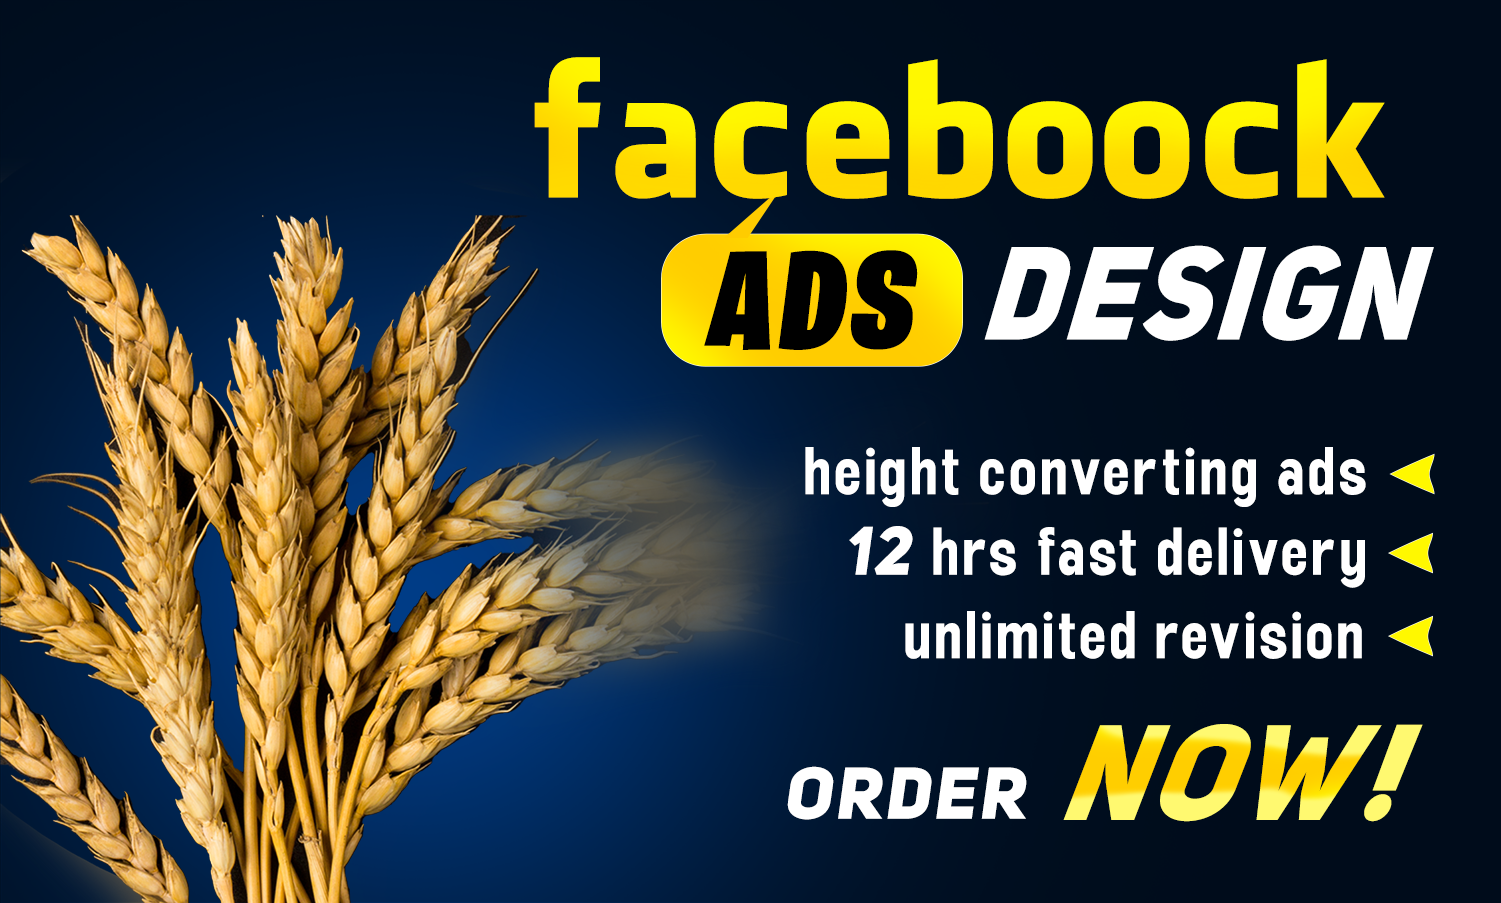 faceboock
ADS DESIGN
height converting ads
12 hrs fast delivery
unlimited revision
ORDER NOW!